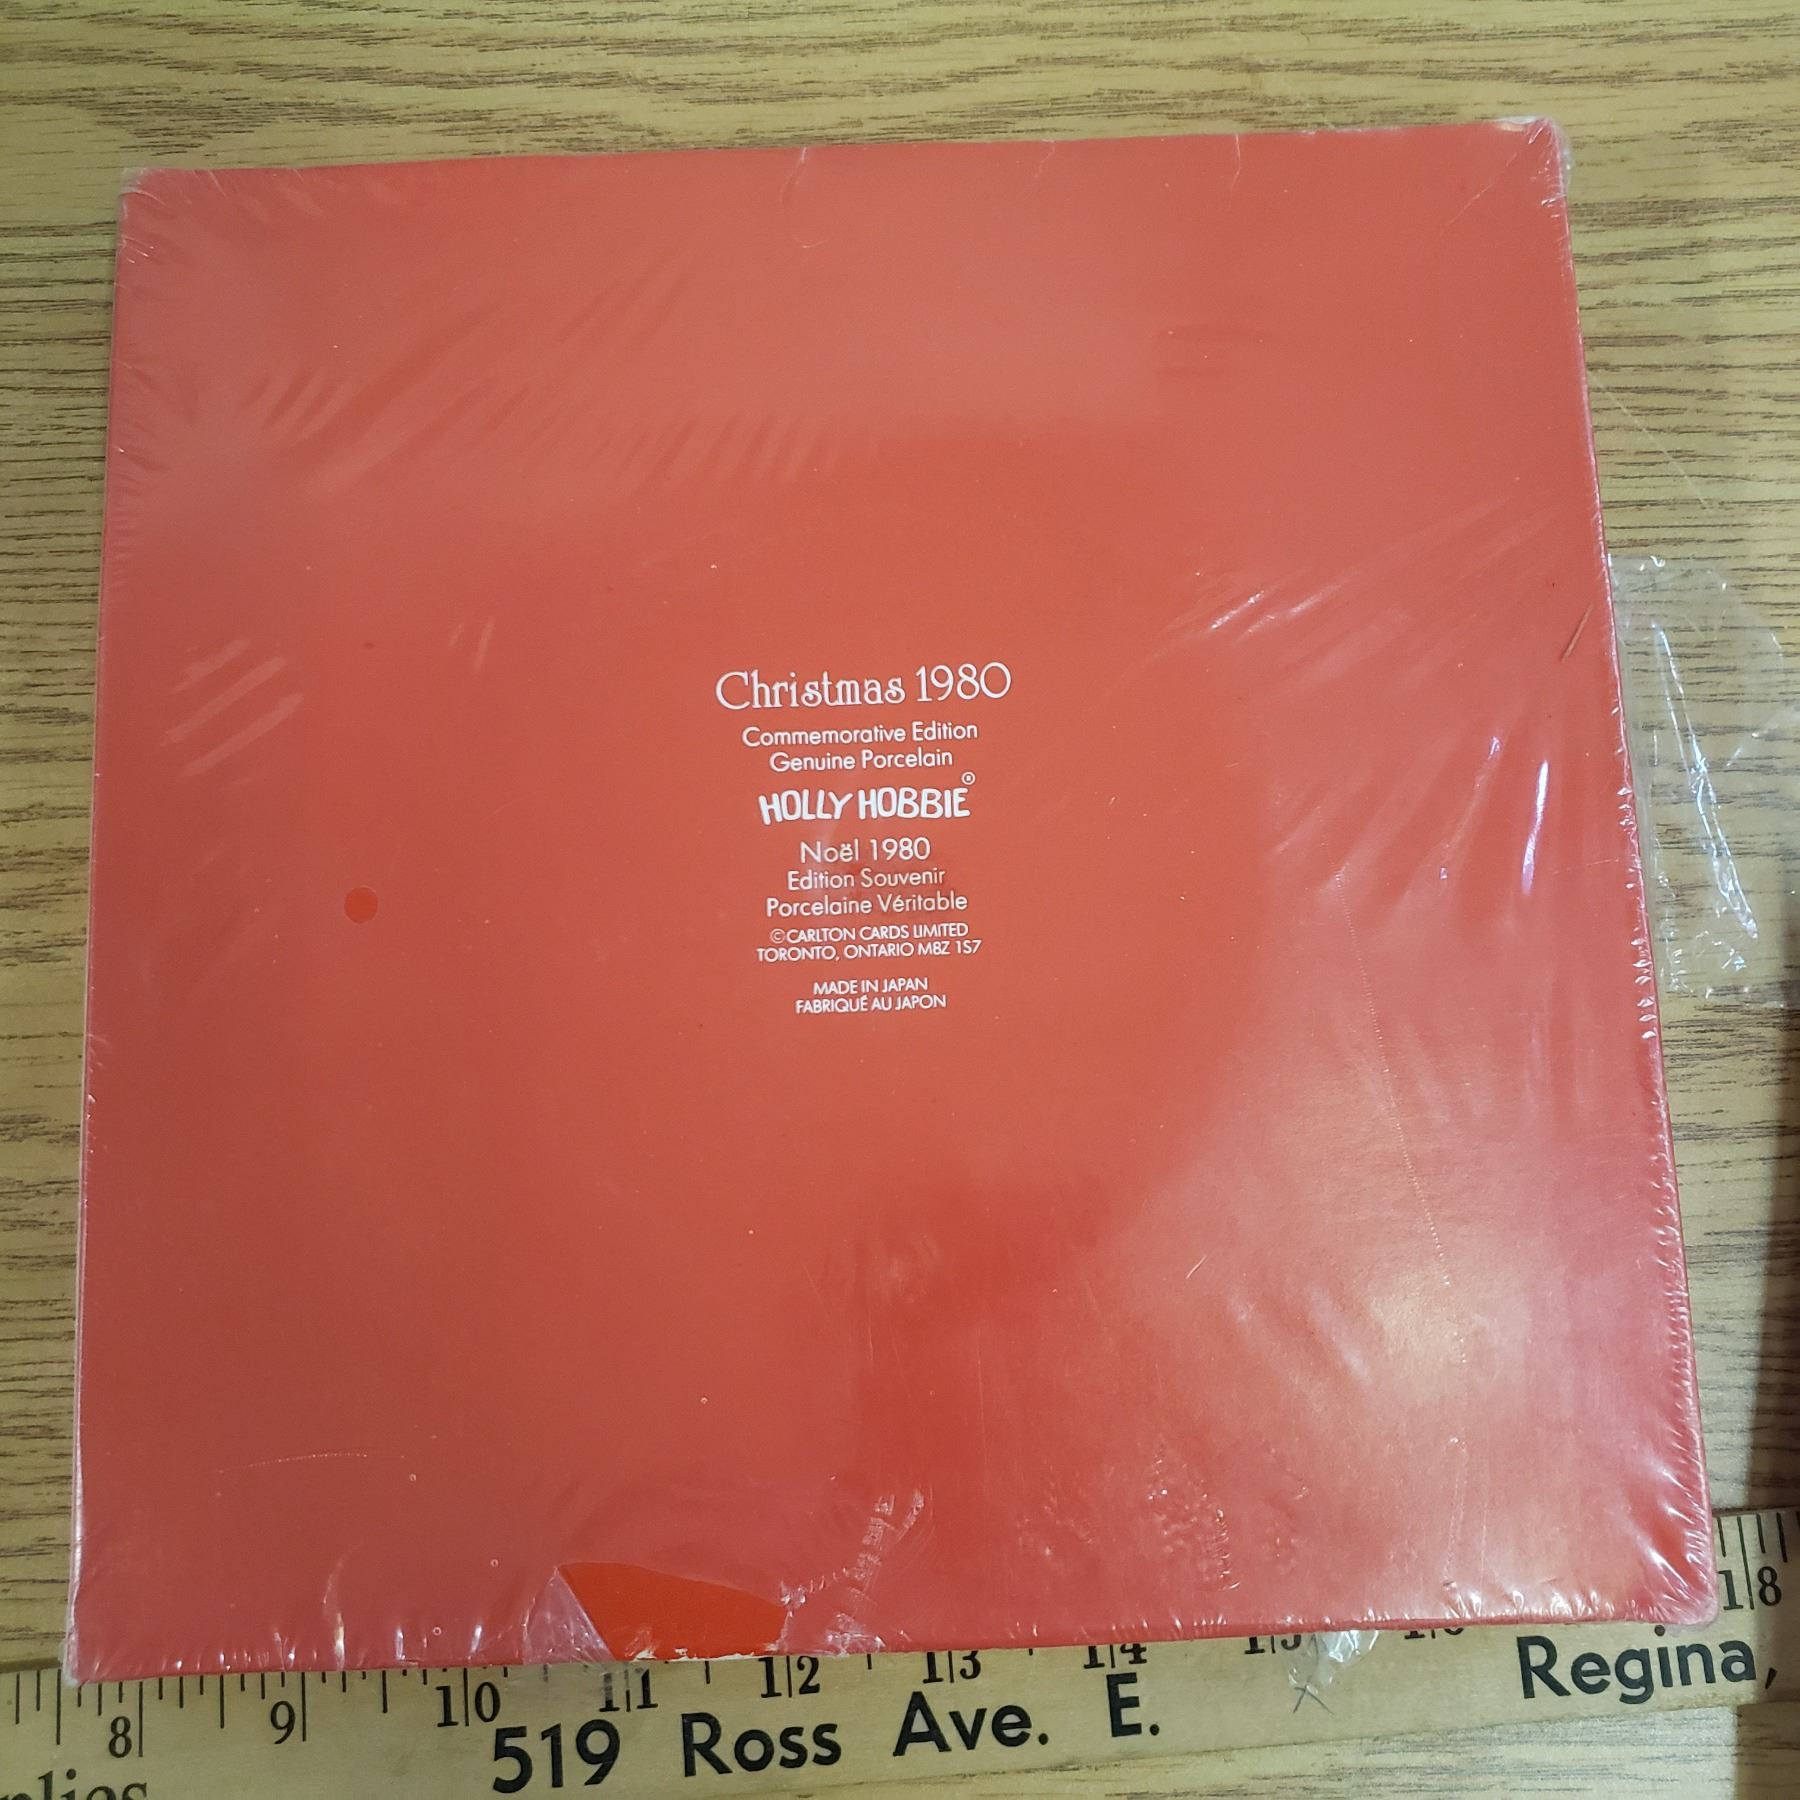 Christmas 1980
Commemorative Edition
Genuine Porcelain
HOLLY HOBBIE®
Noël 1980
Edition Souvenir
Porcelaine Véritable
©CARLTON CARDS LIMITED
TORONTO, ONTARIO M8Z 1S7
MADE IN JAPAN
FABRIQUÉ AU JAPON
8 9 10 11 12 13 14 15 16 18
519 Ross Ave. E. Regina,